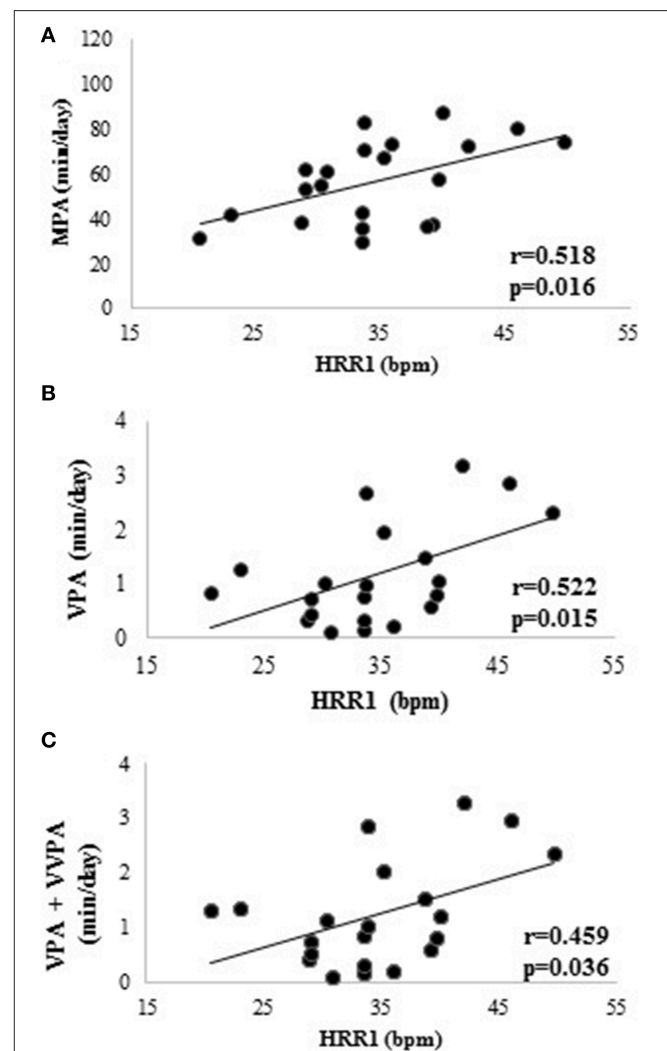 A
120
100
80
60
40
20
0
MPA (min/day)
r=0.518
p=0.016
15 25 35 45 55
HRR1 (bpm)
B
4
3
2
1
0
VPA (min/day)
r=0.522
p=0.015
15 25 35 45 55
HRR1 (bpm)
C
4
3
2
1
0
VPA + VVPA
(min/day)
r=0.459
p=0.036
15 25 35 45 55
HRR1 (bpm)